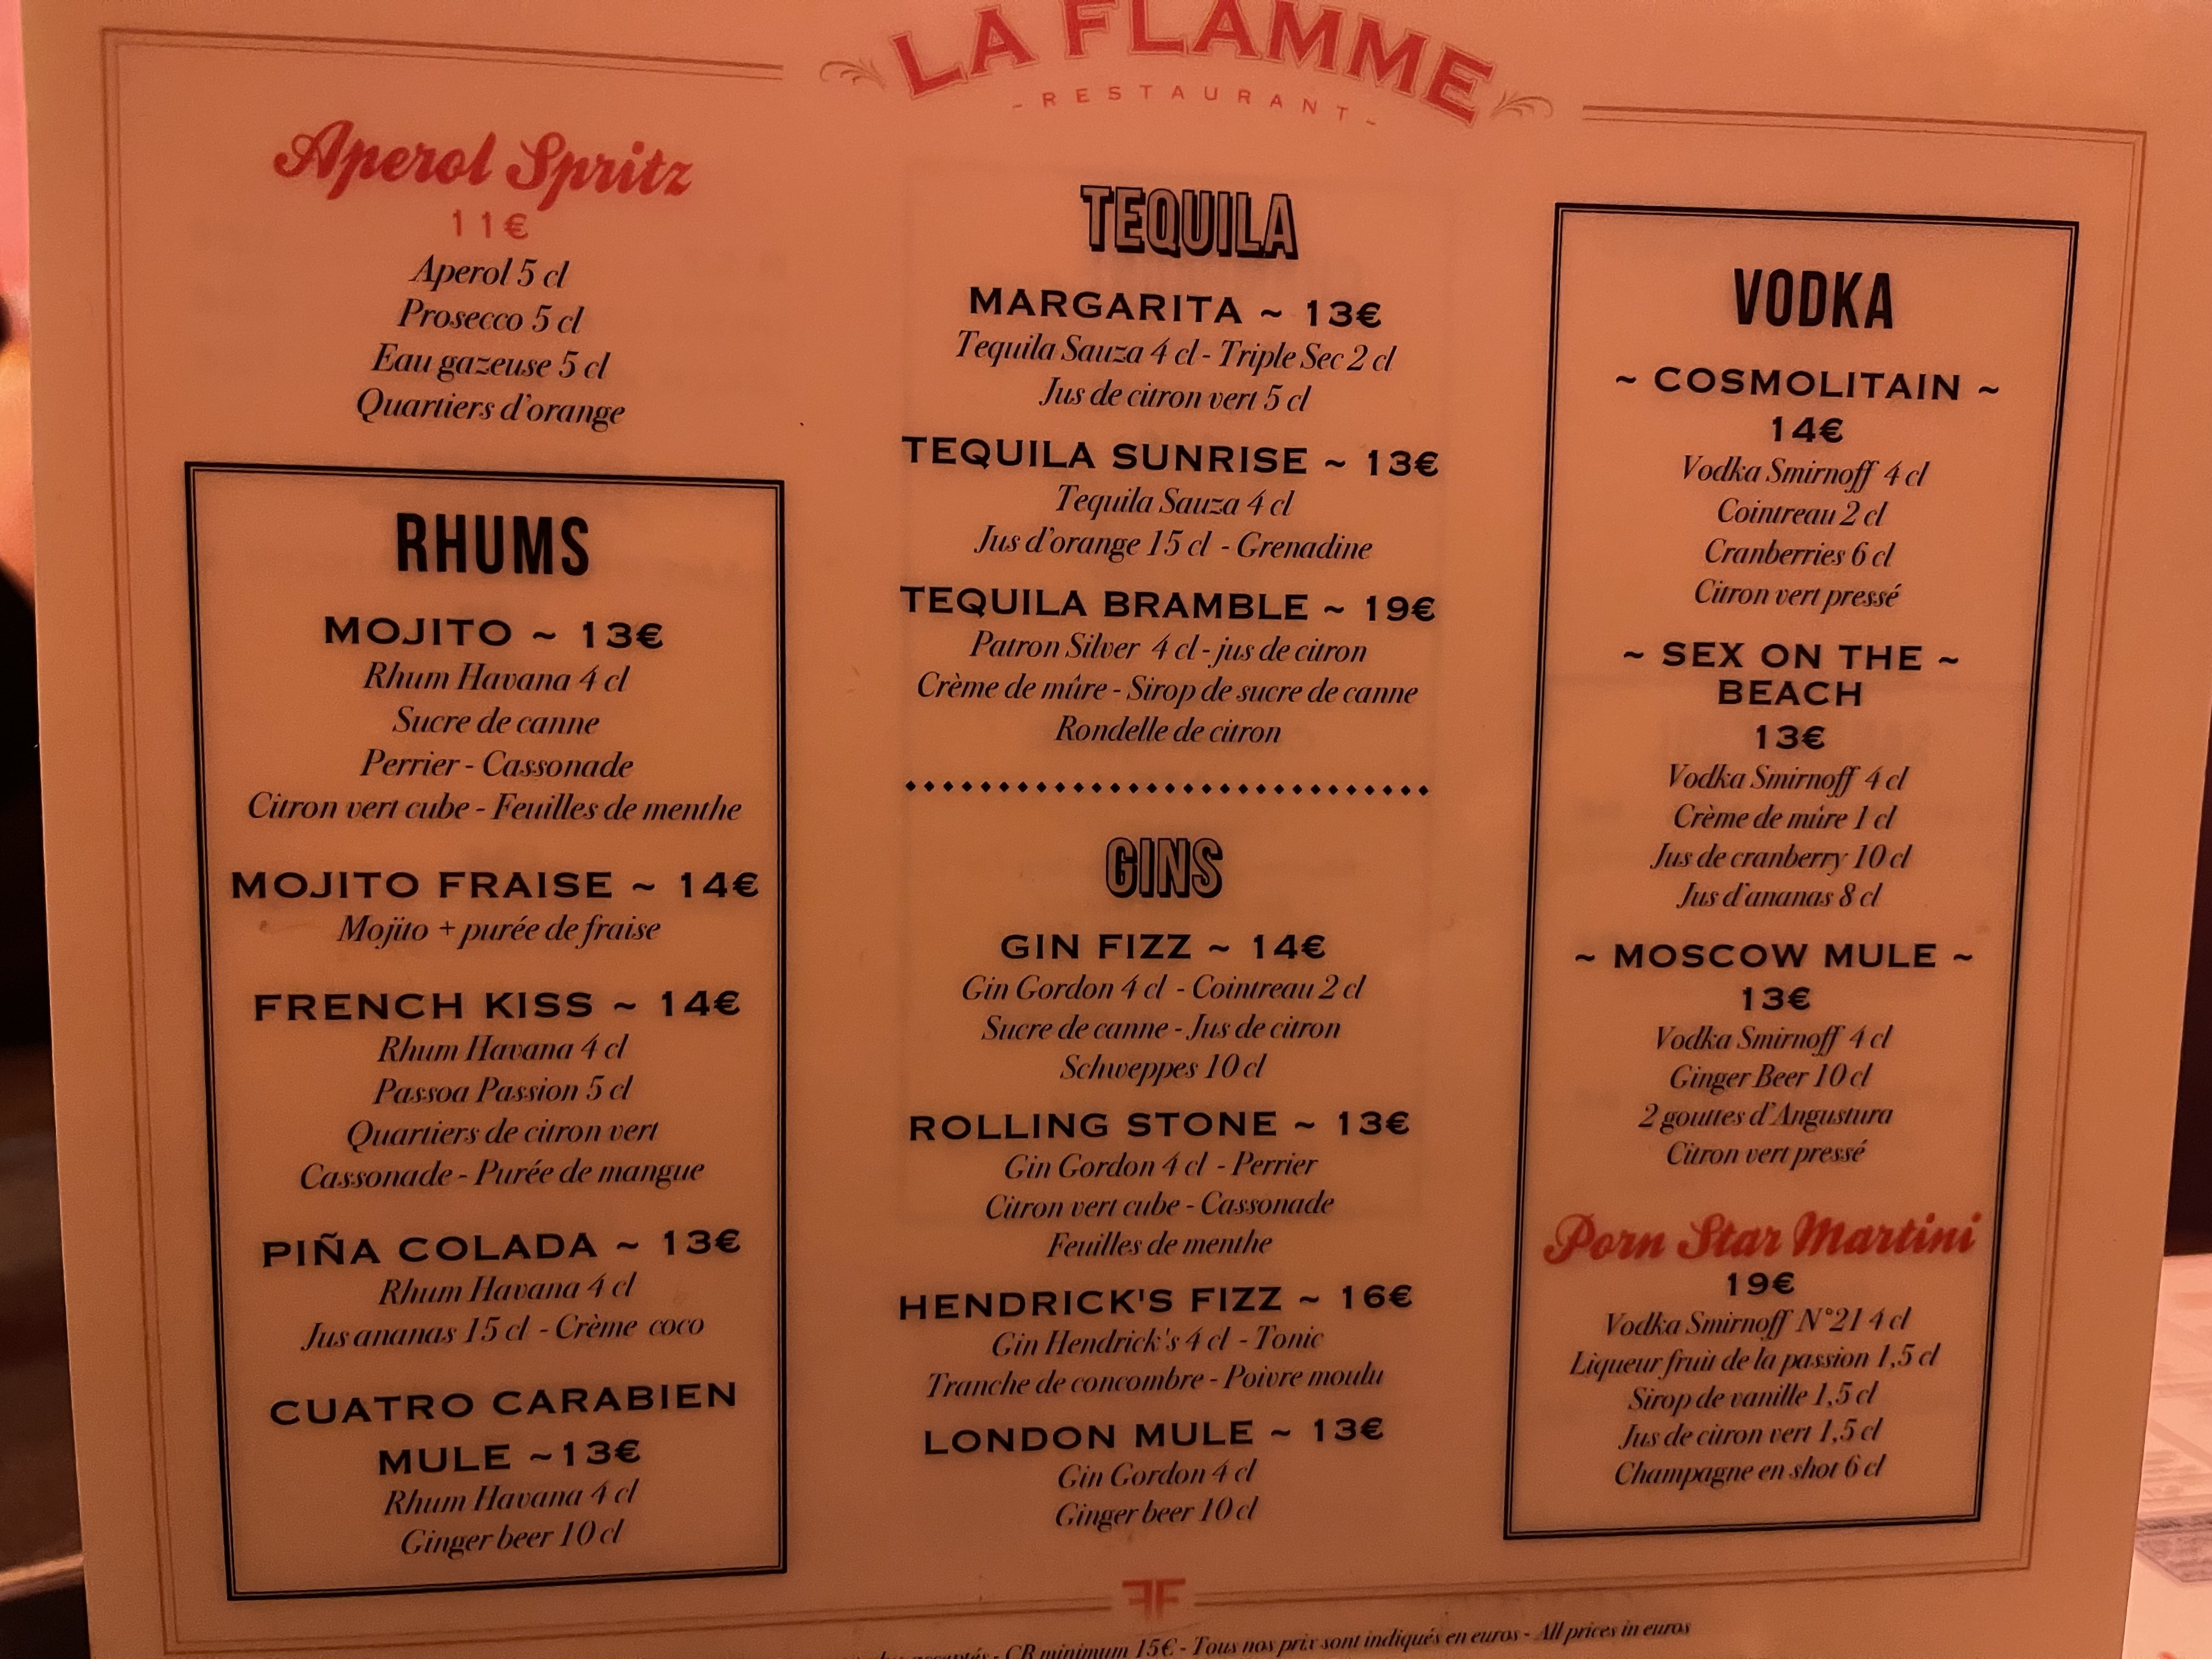 LA FLAMME
- RESTAURANT -
Aperol Spritz
11€
Aperol 5 cl
Prosecco 5 cl
Eau gazeuse 5 cl
Quartiers d'orange
RHUMS
MOJITO ~ 13€
Rhum Havana 4 cl
Sucre de canne
Perrier - Cassonade
Citron vert cube - Feuilles de menthe
MOJITO FRAISE ~ 14€
Mojito + purée de fraise
FRENCH KISS ~ 14€
Rhum Havana 4 cl
Passoa Passion 5 cl
Quartiers de citron vert
Cassonade - Purée de mangue
PIÑA COLADA ~ 13€
Rhum Havana 4 cl
Jus ananas 15 cl - Crème coco
CUATRO CARABIEN
MULE ~13€
Rhum Havana 4 cl
Ginger beer 10 cl
TEQUILA
MARGARITA ~ 13€
Tequila Sauza 4 cl - Triple Sec 2 cl
Jus de citron vert 5 cl
TEQUILA SUNRISE ~ 13€
Tequila Sauza 4 cl
Jus d'orange 15 cl - Grenadine
TEQUILA BRAMBLE ~ 19€
Patron Silver 4 cl - jus de citron
Crème de mûre - Sirop de sucre de canne
Rondelle de citron
GINS
GIN FIZZ ~ 14€
Gin Gordon 4 cl - Cointreau 2 cl
Sucre de canne - Jus de citron
Schweppes 10 cl
ROLLING STONE ~ 13€
Gin Gordon 4 cl - Perrier
Citron vert cube - Cassonade
Feuilles de menthe
HENDRICK'S FIZZ ~ 16€
Gin Hendrick's 4 cl - Tonic
Tranche de concombre - Poivre moulu
LONDON MULE ~ 13€
Gin Gordon 4 cl
Ginger beer 10 cl
VODKA
~ COSMOLITAIN ~
14€
Vodka Smirnoff 4 cl
Cointreau 2 cl
Cranberries 6 cl
Citron vert pressé
~ SEX ON THE ~
BEACH
13€
Vodka Smirnoff 4 cl
Crème de mûre 1 cl
Jus de cranberry 10 cl
Jus d'ananas 8 cl
~ MOSCOW MULE ~
13€
Vodka Smirnoff 4 cl
Ginger Beer 10 cl
2 gouttes d'Angustura
Citron vert pressé
Porn Star Martini
19€
Vodka Smirnoff N°21 4 cl
Liqueur fruit de la passion 1,5 cl
Sirop de vanille 1,5 cl
Jus de citron vert 1,5 cl
Champagne en shot 6 cl
acceptés - CB minimum 15€ - Tous nos prix sont indiqués en euros - All prices in euros